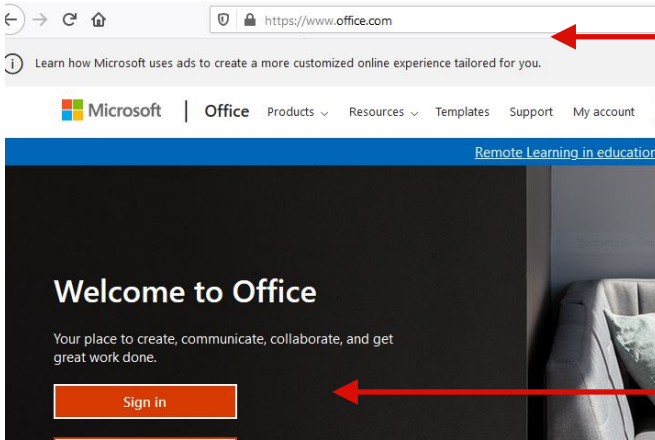 https://www.office.com
Learn how Microsoft uses ads to create a more customized online experience tailored for you.
Microsoft | Office Products Resources Templates Support My account
Remote Learning in education
Welcome to Office
Your place to create, communicate, collaborate, and get
great work done.
Sign in